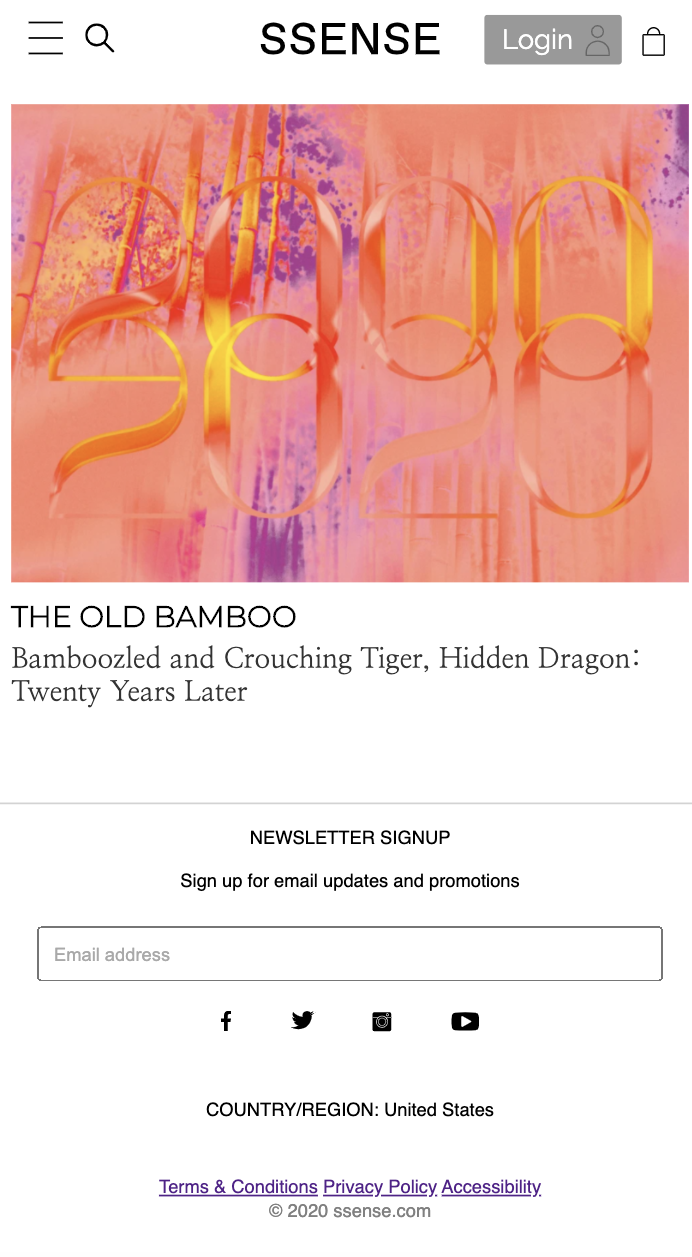 SSENSE
Login
2000
2020
THE OLD BAMBOO
Bamboozled and Crouching Tiger, Hidden Dragon:
Twenty Years Later
NEWSLETTER SIGNUP
Sign up for email updates and promotions
Email address
COUNTRY/REGION: United States
Terms & Conditions Privacy Policy Accessibility
© 2020 ssense.com